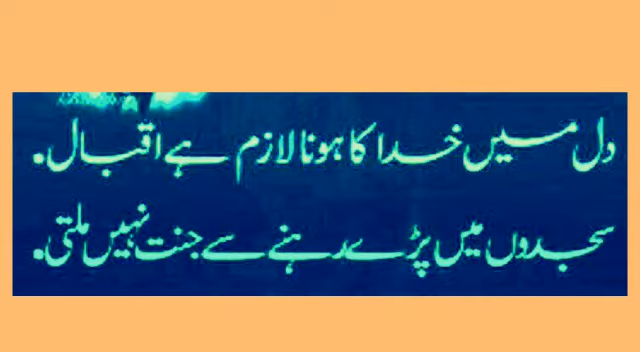 دل میں خدا کا ہونا لازم ہے اقبال.
سجدوں میں پڑے رہنے سے جنت نہیں ملتی.